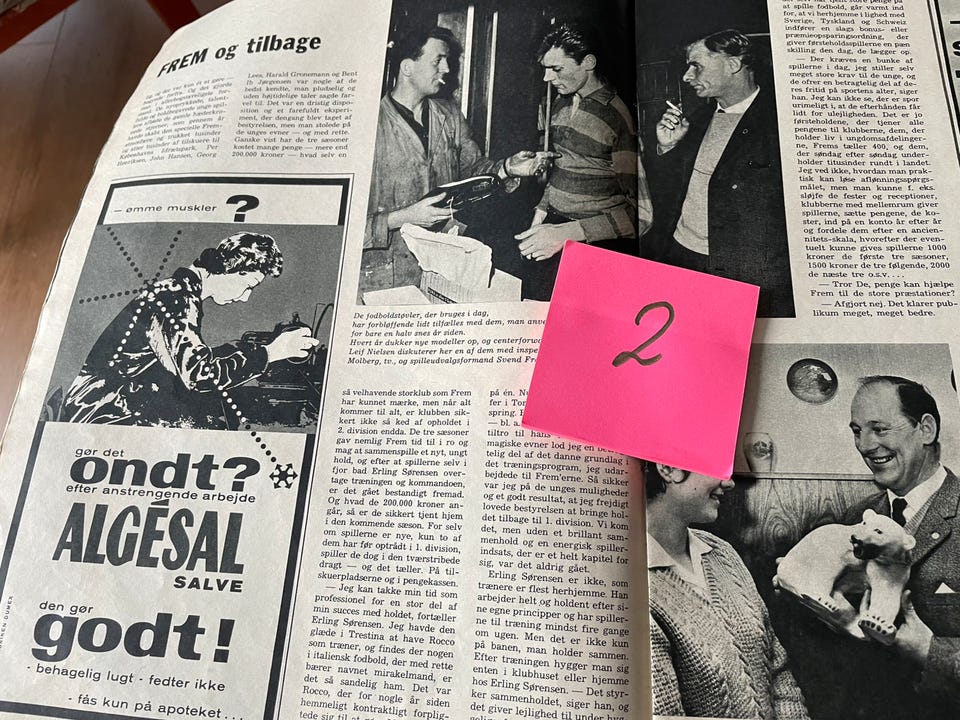 FREM og tilbage
Lees, Harald Gronemann og Bent
Ib Jørgensen var nogle af de
bedst kendte, man pludselig og
uden højtidelige taler sagde far-
vel til. Det var en dristig dispo-
sition og et farefuldt eksperi-
ment, der dengang blev taget af
bestyrelsen, men man stolede på
de unges evner — og med rette.
Ganske vist har de tre sæsoner
kostet mange penge — mere end
200.000 kroner — hvad selv en
København Idrætspark.
Henriksen, John Hansen, Georg
— ømme muskler ?
gør det
ondt?
efter anstrengende arbejde
ALGÉSAL
SALVE
den gør
godt!
- behagelig lugt - fedter ikke
- fås kun på apoteket...
De fodboldstøvler, der bruges i dag,
har forbløffende lidt tilfælles med dem, man
for bare en halv snes år siden.
Hvert år dukker nye modeller op, og
Leif Nielsen diskuterer her en af dem med
Molberg, tv., og spilleudvalgsformand Svend
så velhavende storklub som Frem
har kunnet mærke, men når alt
kommer til alt, er klubben sik-
kert ikke så ked af opholdet i
2. division endda. De tre sæsoner
gav nemlig Frem tid til i ro og
mag at sammenspille et nyt, ungt
hold, og efter at spillerne selv i
fjor bad Erling Sørensen over-
tage træningen og kommandoen,
er det gået bestandigt fremad.
Og hvad de 200.000 kroner an-
går, så er de sikkert tjent hjem
i den kommende sæson. For selv
om spillerne er nye, kun to af
dem har før optrådt i 1. division,
spiller de dog i den tværstribede
dragt — og det tæller. På til-
skuerpladserne og i pengekassen.
— Jeg kan takke min tid som
professionel for en stor del af
min succes med holdet, fortæller
Erling Sørensen. Jeg havde den
glæde i Trestina at have Rocco
som træner, og findes der nogen
i italiensk fodbold, der med rette
bærer navnet mirakelmand, er
det så sandelig ham. Det var
Rocco, der for nogle år siden
hemmeligt kontraktligt forplig-
på én.
fer i
spring.
— bl. a.
tiltro til hans
magiske evner lod jeg en
telig del af det danne grundlag i
det træningsprogram, jeg udar-
bejdede til Frem'erne. Så sikker
var jeg på de unges muligheder
og et godt resultat, at jeg frejdigt
lovede bestyrelsen at bringe hol-
det tilbage til 1. division. Vi kom
det, men uden et brillant sam-
menhold og en energisk spiller-
indsats, der er et helt kapitel for
sig, var det aldrig gået.
Erling Sørensen er ikke, som
trænere er flest herhjemme. Han
arbejder helt og holdent efter si-
ne egne principper og har spiller-
ne til træning mindst fire gange
om ugen. Men det er ikke kun
på banen, man holder sammen.
Efter træningen hygger man sig
enten i klubhuset eller hjemme
hos Erling Sørensen. — Det styr-
ker sammenholdet, siger han, og
det giver lejlighed til under
2
spille fodbold, går varmt ind
for, at vi herhjemme i lighed med
Sverige, Tyskland og Schweiz
indfører en slags bonus- eller
præmieopsparingsordning, der
giver førsteholdsspillerne en pæn
skilling den dag, de lægger op.
— Der kræves en bunke af
spillerne i dag, jeg stiller selv
meget store krav til de unge, og
de ofrer en betragtelig del af de-
res fritid på sportens alter, siger
han. Jeg kan ikke se, der er spor
urimeligt i, at de efterhånden får
lidt for ulejligheden. Det er jo
førsteholdene, der tjener alle
pengene til klubberne, dem, der
holder liv i ungdomsafdelinger-
ne, Frems tæller 400, og dem,
der søndag efter søndag under-
holder titusinder rundt i landet.
Jeg ved ikke, hvordan man prak-
tisk kan løse aflønningsspørgs-
målet, men man kunne f. eks.
sløjfe de fester og receptioner,
klubberne med mellemrum giver
spillerne, sætte pengene, de ko-
ster, ind på en konto år efter år
og fordele dem efter en ancien-
nitets-skala, hvorefter der even-
tuelt kunne gives spillerne 1000
kroner de første tre sæsoner,
1500 kroner de tre følgende, 2000
de næste tre o.s.v....
— Tror De, penge kan hjælpe
Frem til de store præstationer?
— Afgjort nej. Det klarer pub-
likum meget, meget bedre.